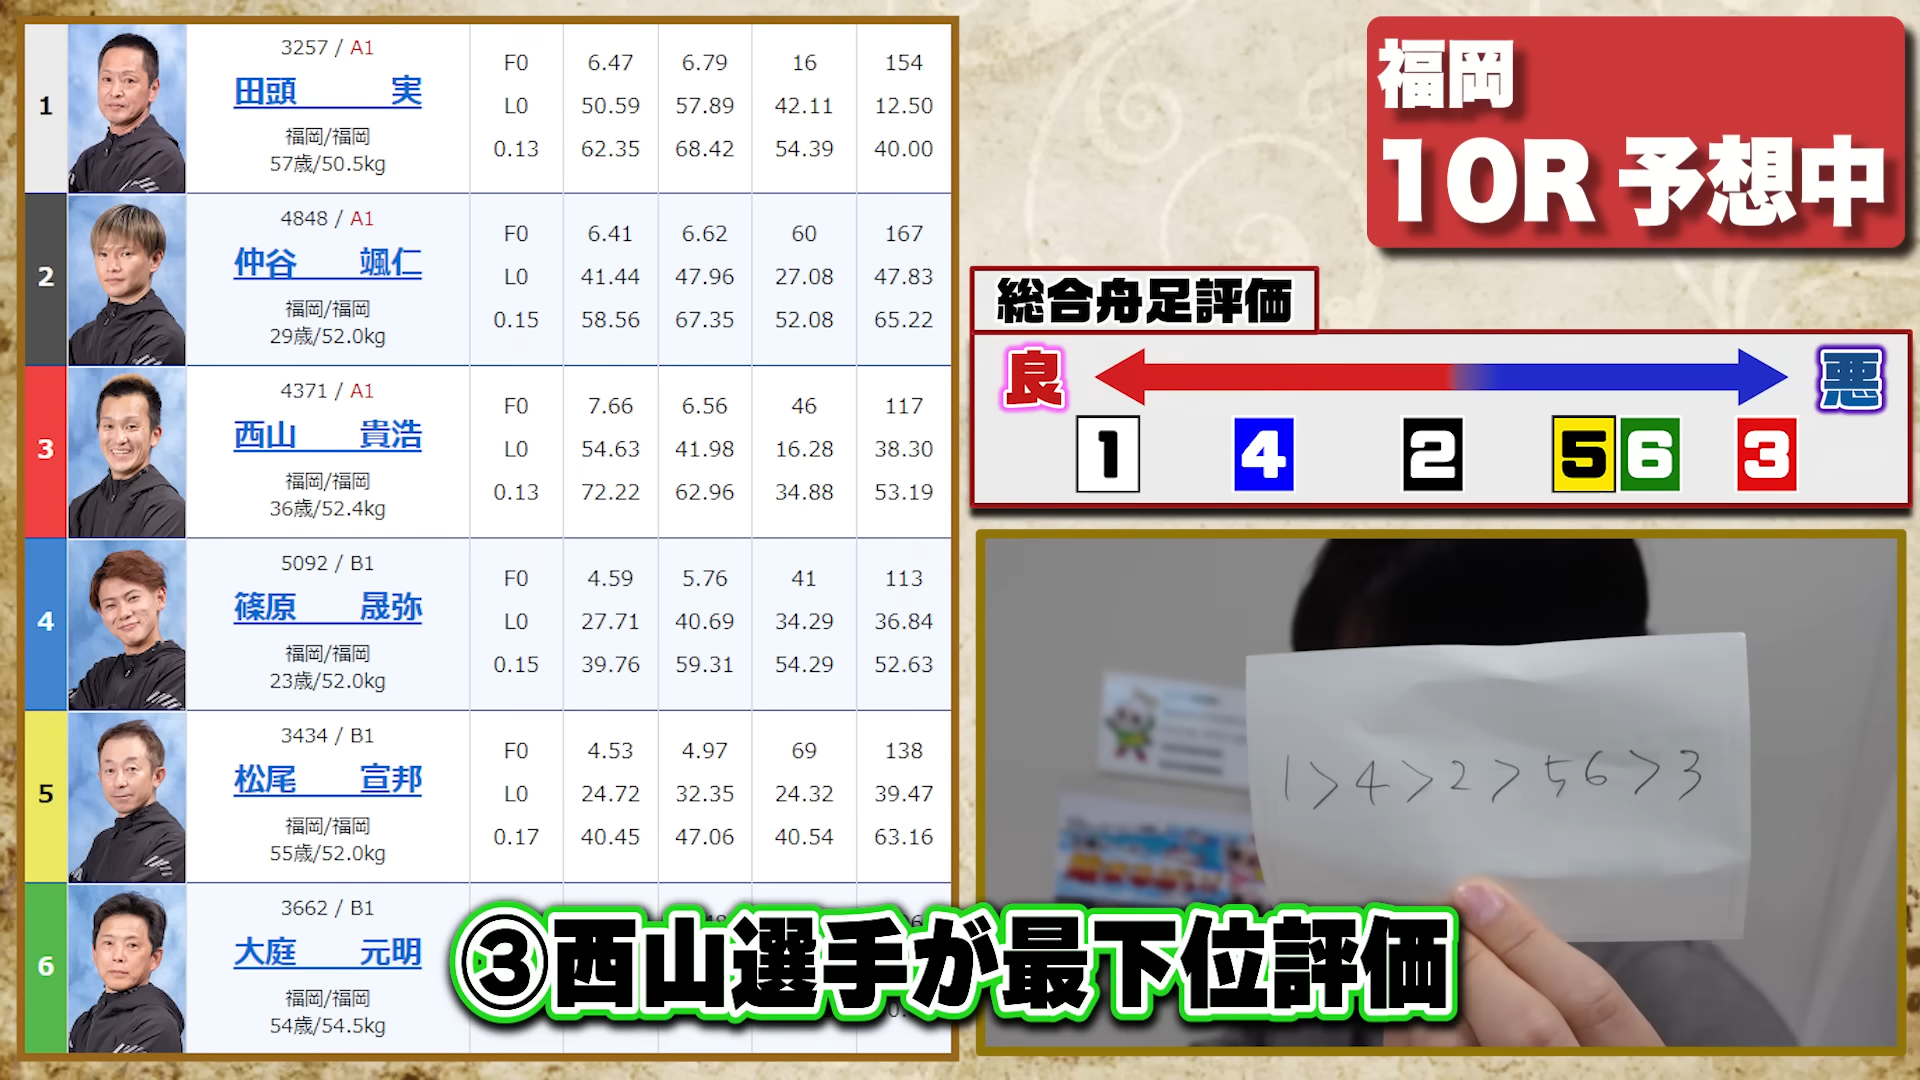 1
3257 / A1
田頭 実
福岡/福岡
57歳/50.5kg
F0 6.47 6.79 16 154
L0 50.59 57.89 42.11 12.50
0.13 62.35 68.42 54.39 40.00
2
4848 / A1
仲谷 颯仁
福岡/福岡
29歳/52.0kg
F0 6.41 6.62 60 167
L0 41.44 47.96 27.08 47.83
0.15 58.56 67.35 52.08 65.22
3
4371 / A1
西山 貴浩
福岡/福岡
36歳/52.4kg
F0 7.66 6.56 46 117
L0 54.63 41.98 16.28 38.30
0.13 72.22 62.96 34.88 53.19
4
5092 / B1
篠原 晟弥
福岡/福岡
23歳/52.0kg
F0 4.59 5.76 41 113
L0 27.71 40.69 34.29 36.84
0.15 39.76 59.31 54.29 52.63
5
3434 / B1
松尾 宣邦
福岡/福岡
55歳/52.0kg
F0 4.53 4.97 69 138
L0 24.72 32.35 24.32 39.47
0.17 40.45 47.06 40.54 63.16
6
3662 / B1
大庭 元明
福岡/福岡
54歳/54.5kg
福岡
10R 予想中
総合舟足評価
良 悪
1 4 2 5 6 3
1>4>2>56>3
③西山選手が最下位評価